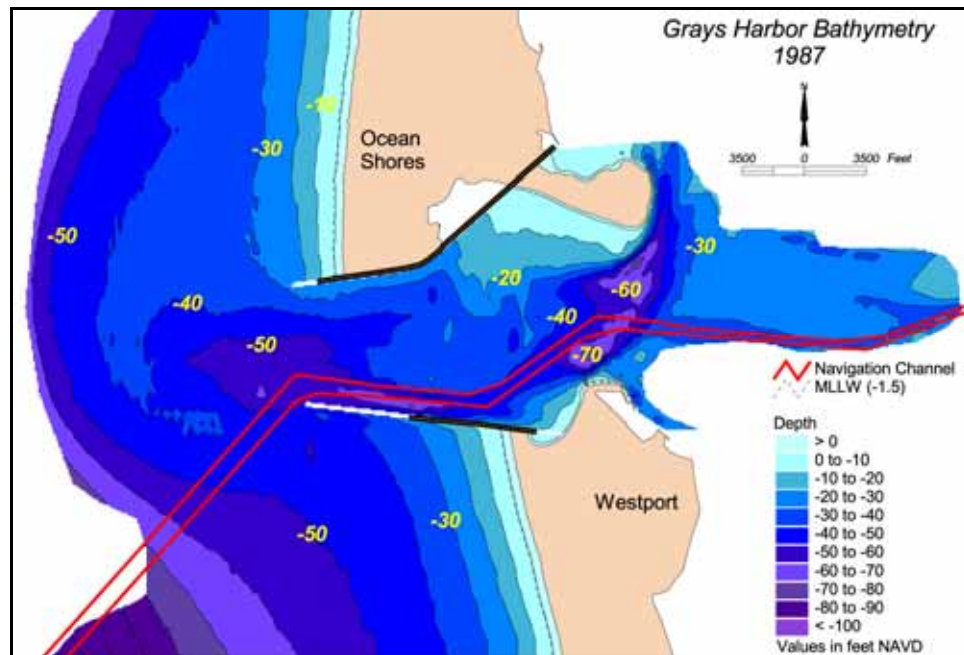 Grays Harbor Bathymetry
1987
N
3500 0 3500 Feet
Ocean
Shores
-10
-30
-50
-30
-20
-60
-40
-40
-50
-70
-50
-30
Westport
Navigation Channel
MLLW (-1.5)
Depth
> 0
0 to -10
-10 to -20
-20 to -30
-30 to -40
-40 to -50
-50 to -60
-60 to -70
-70 to -80
-80 to -90
< -100
Values in feet NAVD